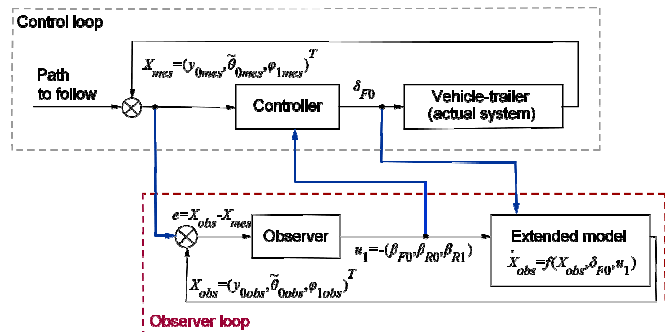 Control loop
X_mes=(y_0mes,θ̃_0mes,φ_1mes)^T
Path
to follow
Controller
δ_F0
Vehicle-trailer
(actual system)
e=X_obs-X_mes
Observer
u_1=-(β_F0,β_R0,β_R1)
Extended model
Ẋ_obs=f(X_obs,δ_F0,u_1)
X_obs=(y_0obs,θ̃_0obs,φ_1obs)^T
Observer loop